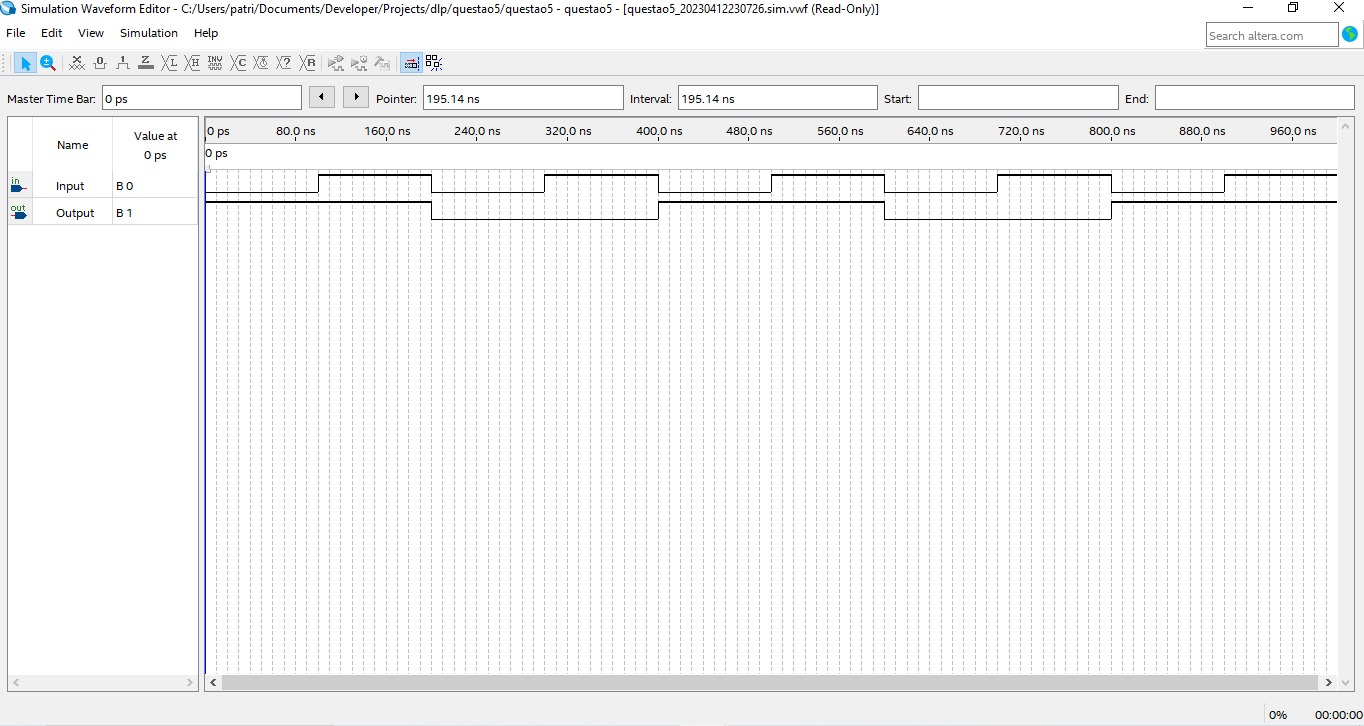 Simulation Waveform Editor - C:/Users/patri/Documents/Developer/Projects/dlp/questao5/questao5 - questao5 - [questao5_20230412230726.sim.vwf (Read-Only)]
File Edit View Simulation Help
Search altera.com
Master Time Bar: 0 ps Pointer: 195.14 ns Interval: 195.14 ns Start: End:
Name Value at
0 ps
0 ps 80.0 ns 160.0 ns 240.0 ns 320.0 ns 400.0 ns 480.0 ns 560.0 ns 640.0 ns 720.0 ns 800.0 ns 880.0 ns 960.0 ns
0 ps
in Input B 0
out Output B 1
0% 00:00:00